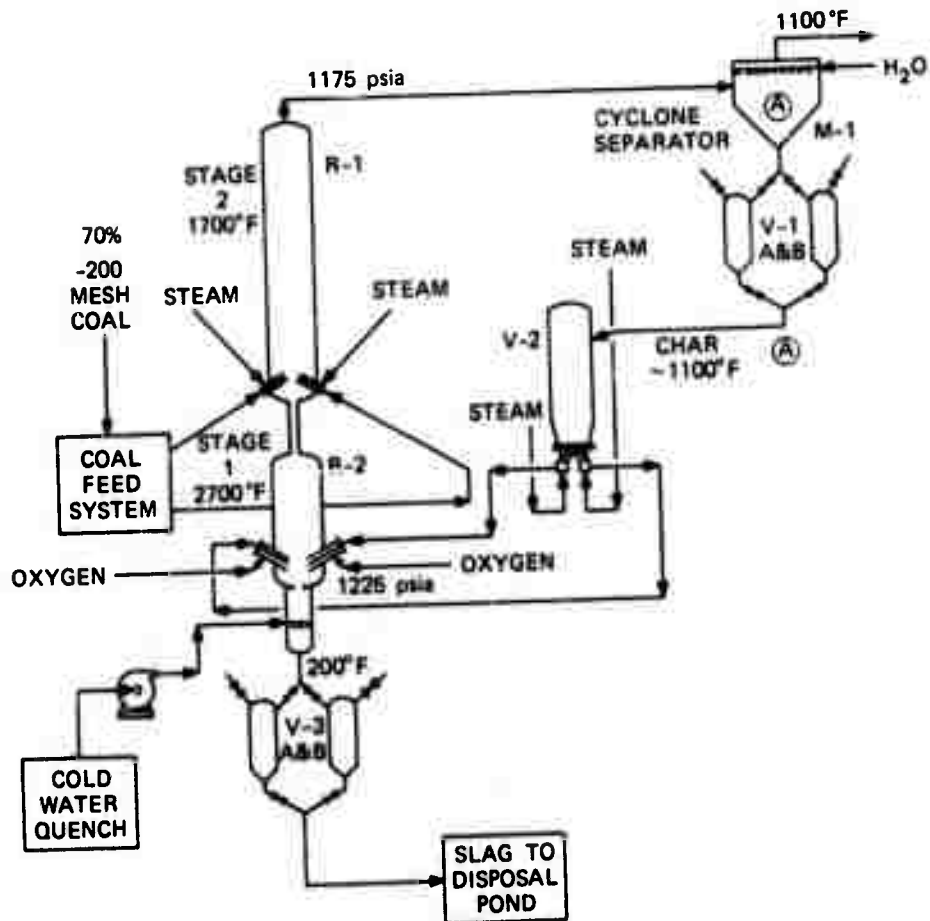 1100°F
1175 psia
H₂O
Ⓐ
CYCLONE
SEPARATOR
M-1
R-1
STAGE
2
1700°F
70%
-200
MESH
COAL
STEAM
STEAM
STEAM
V-1
A&B
V-2
CHAR
~1100°F
Ⓐ
STEAM
COAL
FEED
SYSTEM
STAGE
1
2700°F
R-2
OXYGEN
OXYGEN
1225 psia
200°F
V-3
A&B
COLD
WATER
QUENCH
SLAG TO
DISPOSAL
POND